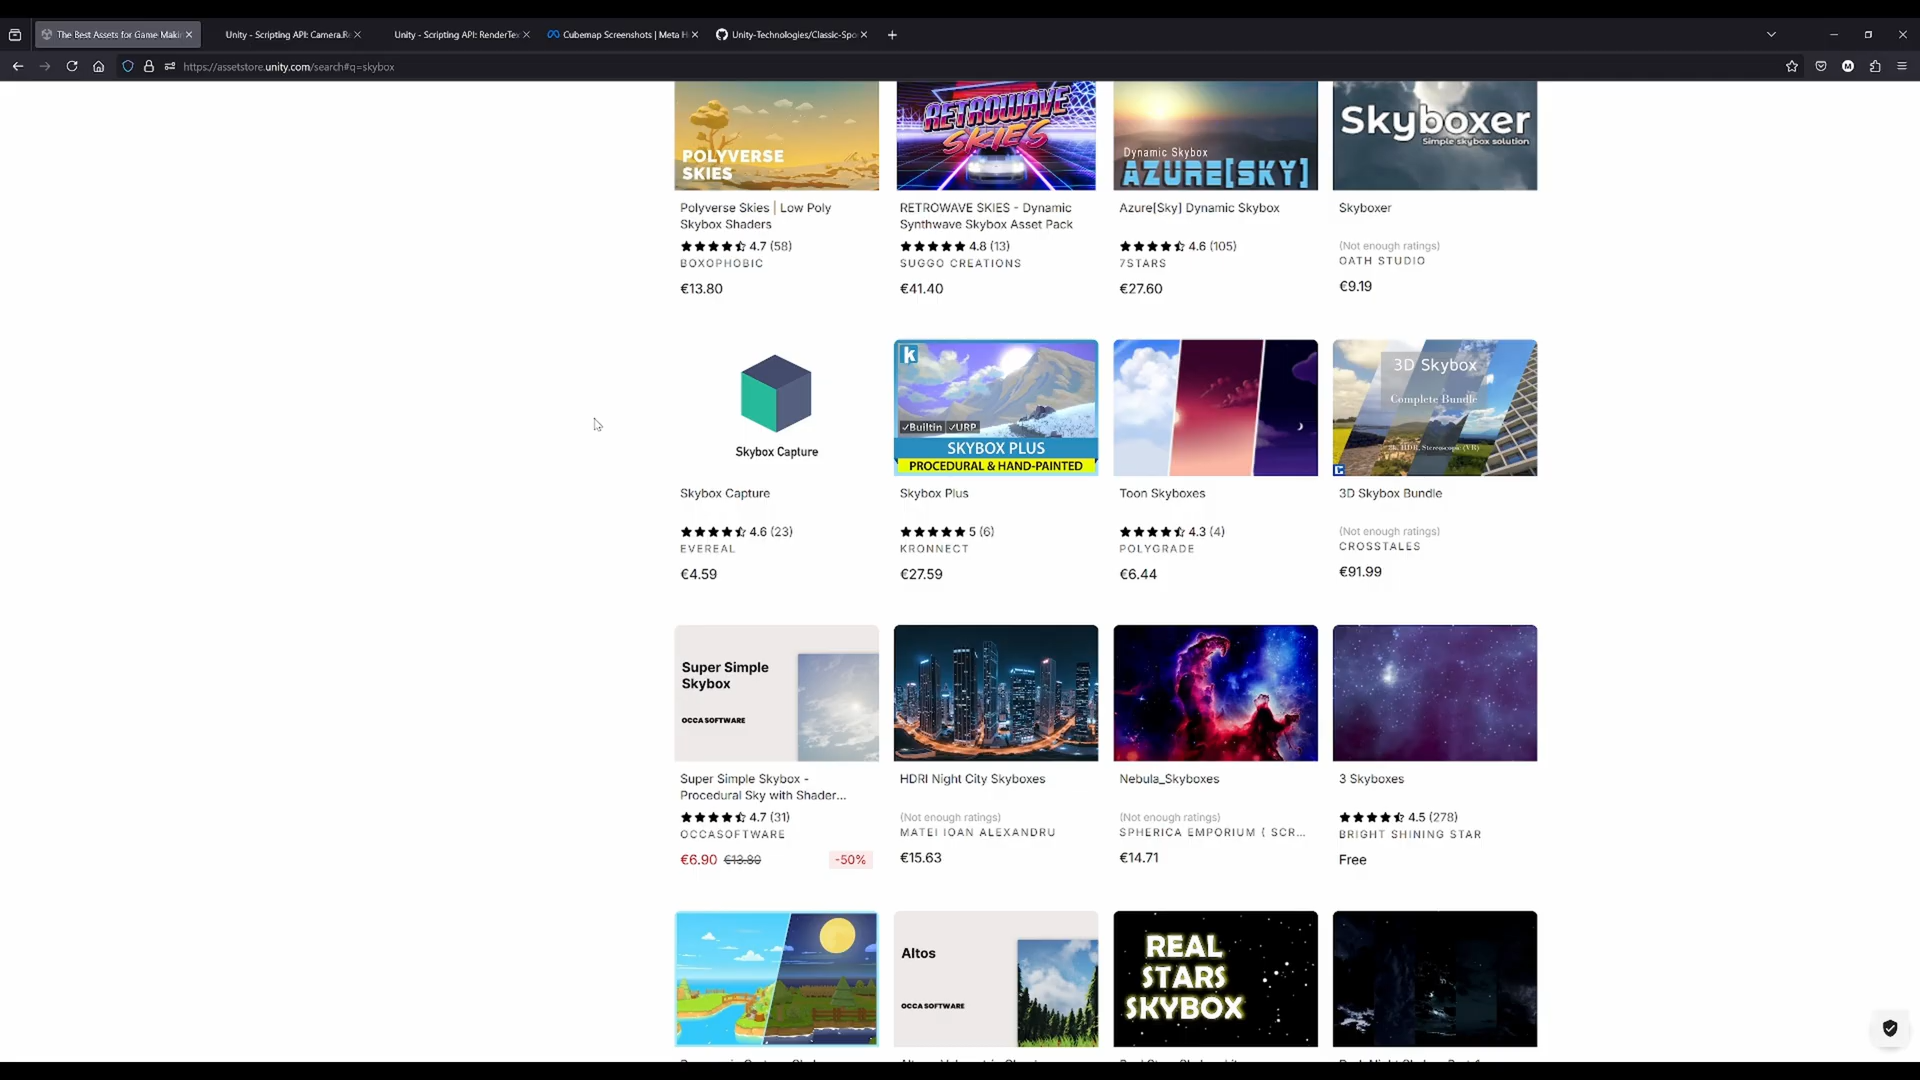 The Best Assets for Game Maki
Unity - Scripting API: Camera.Re
Unity - Scripting API: RenderTex
Cubemap Screenshots | Meta H
Unity-Technologies/Classic-Spo
https://assetstore.unity.com/search#q=skybox
POLYVERSE
SKIES
RETROWAVE
SKIES
Dynamic Skybox
AZURE[SKY]
Skyboxer
Simple skybox solution
Polyverse Skies | Low Poly
Skybox Shaders
4.7 (58)
BOXOPHOBIC
€13.80
RETROWAVE SKIES - Dynamic
Synthwave Skybox Asset Pack
4.8 (13)
SUGGO CREATIONS
€41.40
Azure[Sky] Dynamic Skybox
4.6 (105)
7STARS
€27.60
Skyboxer
(Not enough ratings)
OATH STUDIO
€9.19
Skybox Capture
Skybox Capture
4.6 (23)
EVEREAL
€4.59
k
✓Builtin ✓URP
SKYBOX PLUS
PROCEDURAL & HAND-PAINTED
Skybox Plus
5 (6)
KRONNECT
€27.59
Toon Skyboxes
4.3 (4)
POLYGRADE
€6.44
3D Skybox
Complete Bundle
HDR, Stereoscopic (VR)
3D Skybox Bundle
(Not enough ratings)
CROSSTALES
€91.99
Super Simple
Skybox
OCCASOFTWARE
Super Simple Skybox -
Procedural Sky with Shader...
4.7 (31)
OCCASOFTWARE
€6.90 €13.80 -50%
HDRI Night City Skyboxes
(Not enough ratings)
MATEI IOAN ALEXANDRU
€15.63
Nebula_Skyboxes
(Not enough ratings)
SPHERICA EMPORIUM ( SCR...
€14.71
3 Skyboxes
4.5 (278)
BRIGHT SHINING STAR
Free
Altos
OCCASOFTWARE
REAL
STARS
SKYBOX